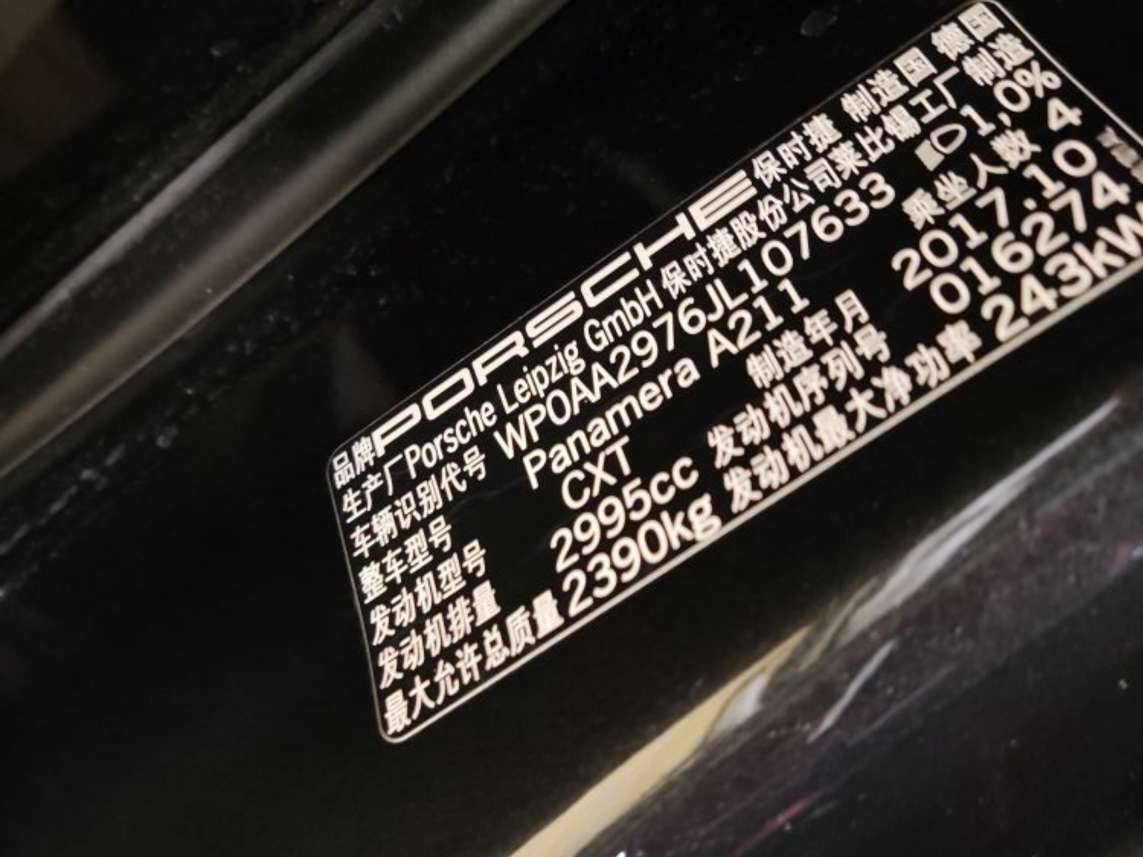 品牌 PORSCHE 保时捷 制造国 德国
生产厂 Porsche Leipzig GmbH 保时捷股份公司莱比锡工厂制造
车辆识别代号 WP0AA2976JL107633 1,0%
整车型号 Panamera A211 乘坐人数 4
发动机型号 CXT 制造年月 2017.10
发动机排量 2995cc 发动机序列号 016274
最大允许总质量 2390kg 发动机最大净功率 243kW